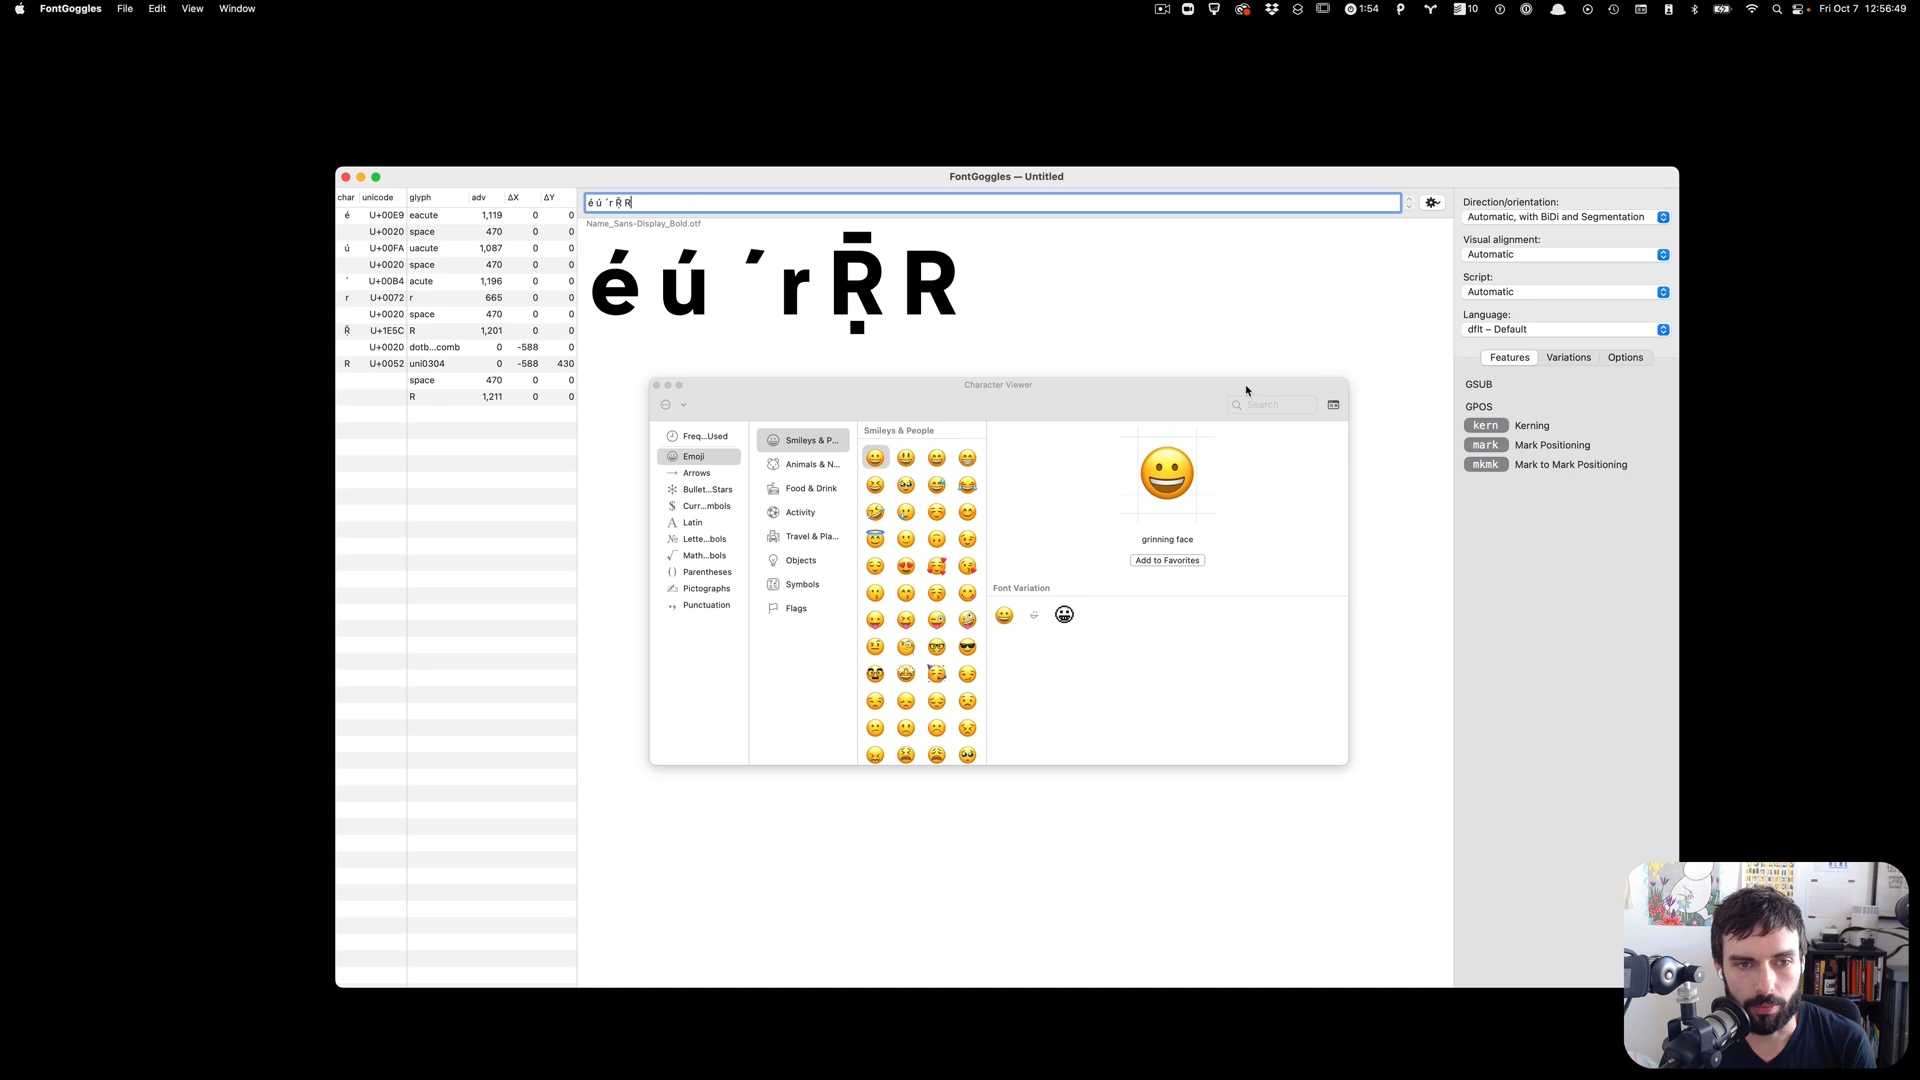 FontGoggles File Edit View Window 1:54 10 Fri Oct 7 12:56:49
FontGoggles — Untitled
char unicode glyph adv ΔX ΔY
é U+00E9 eacute 1,119 0 0
U+0020 space 470 0 0
ú U+00FA uacute 1,087 0 0
U+0020 space 470 0 0
´ U+00B4 acute 1,196 0 0
r U+0072 r 665 0 0
U+0020 space 470 0 0
Ṝ U+1E5C R 1,201 0 0
U+0020 dotb...comb 0 -588 0
R U+0052 uni0304 0 -588 430
space 470 0 0
R 1,211 0 0
é ú ´r Ṝ R
Name_Sans-Display_Bold.otf
é ú ´r Ṝ R
Character Viewer
Search
Freq...Used
Emoji
Arrows
Bullet...Stars
Curr...mbols
Latin
Lette...bols
Math...bols
Parentheses
Pictographs
Punctuation
Smileys & P...
Animals & N...
Food & Drink
Activity
Travel & Pla...
Objects
Symbols
Flags
Smileys & People
grinning face
Add to Favorites
Font Variation
Direction/orientation:
Automatic, with BiDi and Segmentation
Visual alignment:
Automatic
Script:
Automatic
Language:
dflt – Default
Features Variations Options
GSUB
GPOS
kern Kerning
mark Mark Positioning
mkmk Mark to Mark Positioning